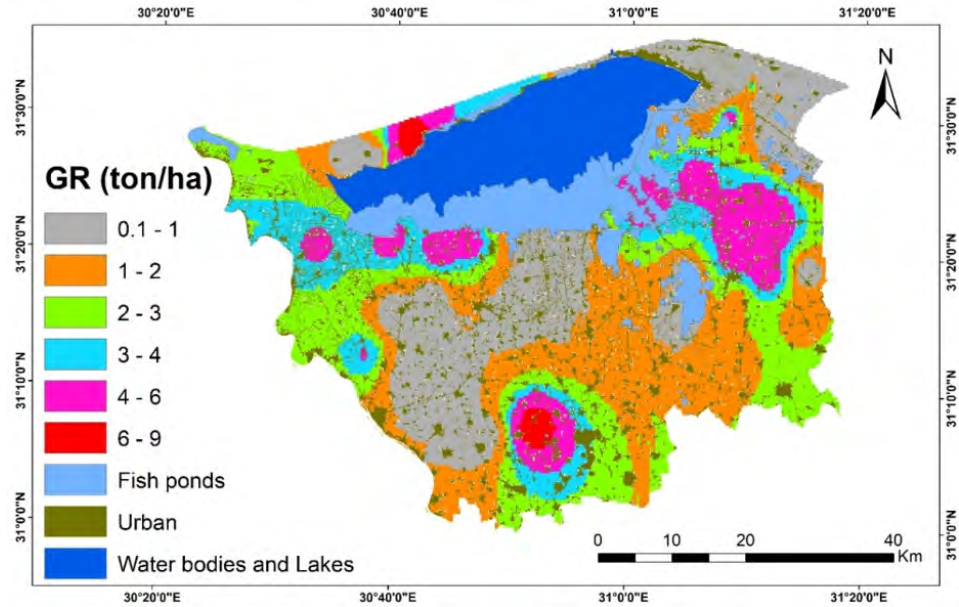 30°20'0"E 30°40'0"E 31°0'0"E 31°20'0"E
N
31°30'0"N
31°20'0"N
31°10'0"N
31°0'0"N
31°30'0"N
31°20'0"N
31°10'0"N
31°0'0"N
GR (ton/ha)
0.1 - 1
1 - 2
2 - 3
3 - 4
4 - 6
6 - 9
Fish ponds
Urban
Water bodies and Lakes
0 10 20 40
Km
30°20'0"E 30°40'0"E 31°0'0"E 31°20'0"E